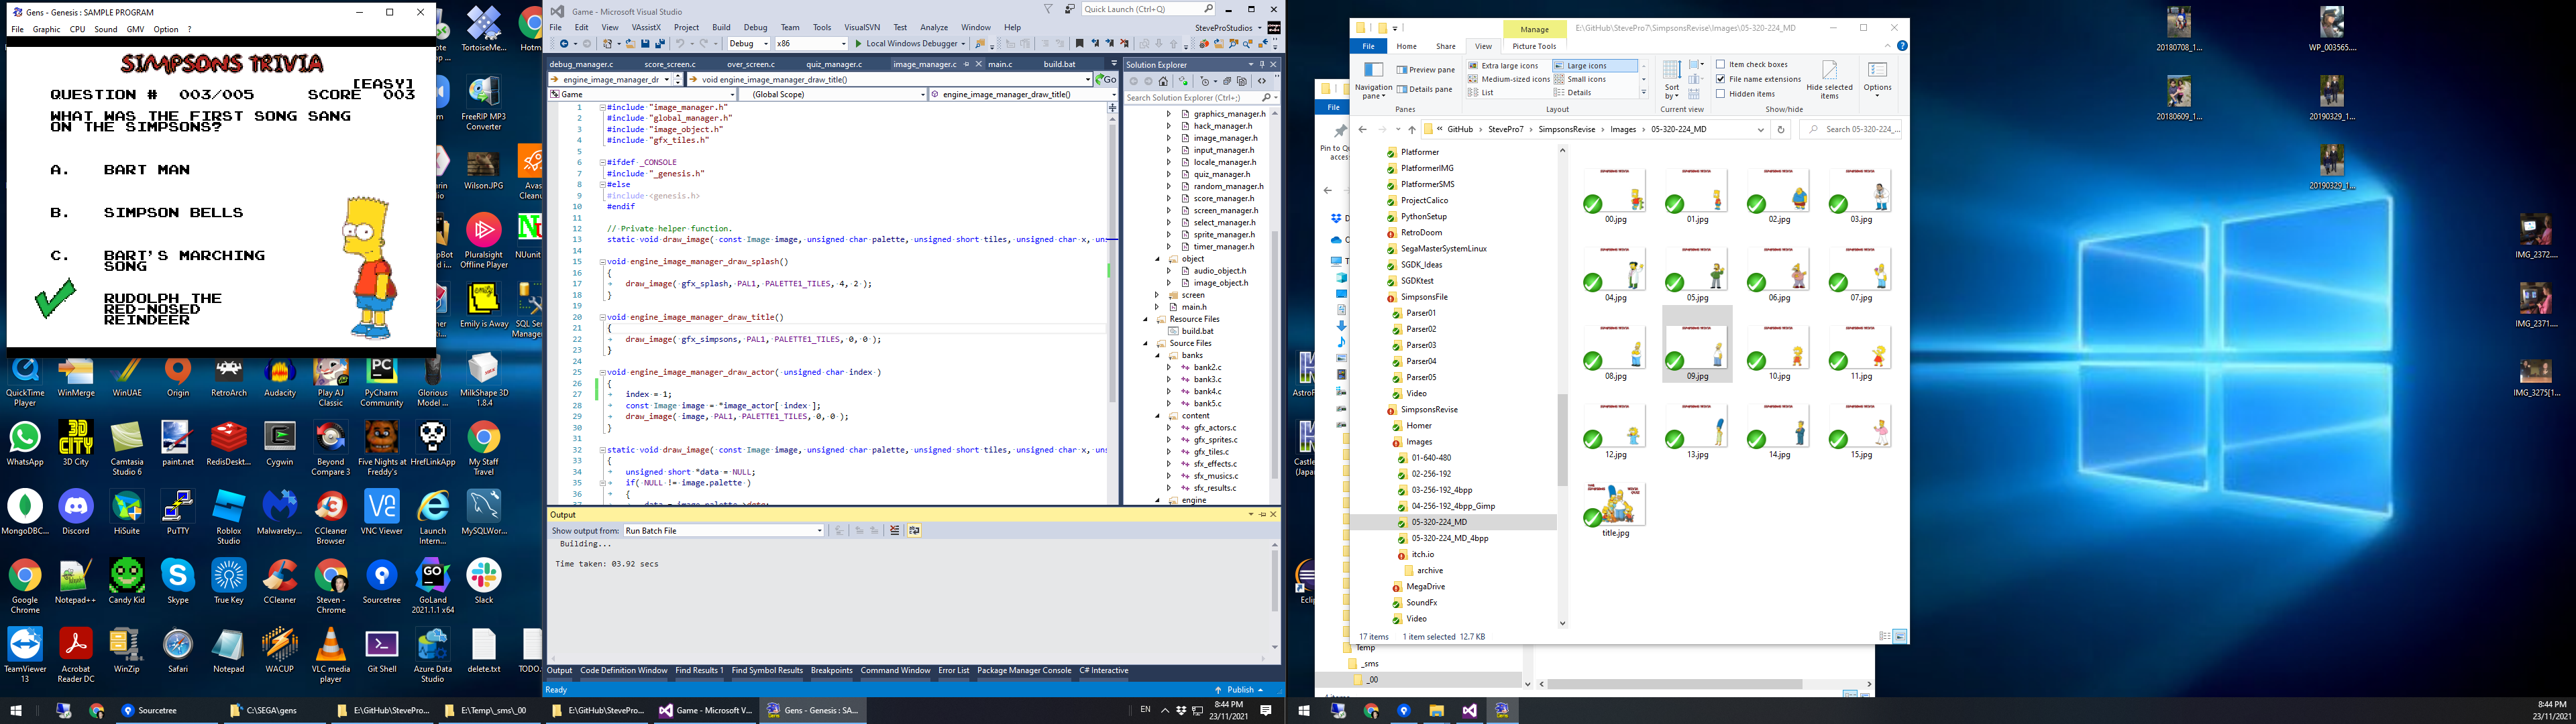 Gens - Genesis : SAMPLE PROGRAM
File Graphic CPU Sound GMV Option ?
SIMPSONS TRIVIA
[EASY]
QUESTION # 003/005 SCORE 003
WHAT WAS THE FIRST SONG SANG
ON THE SIMPSONS?
A. BART MAN
B. SIMPSON BELLS
C. BART'S MARCHING
SONG
RUDOLPH THE
RED-NOSED
REINDEER
TortoiseMe...
FreeRIP MP3
Converter
Wilson.JPG
Pluralsight
Offline Player
Emily is Away
QuickTime
Player
WinMerge
WinUAE
Origin
RetroArch
Audacity
Play AJ
Classic
PyCharm
Community
Glorious
Model ...
MilkShape 3D
1.8.4
WhatsApp
3D City
Camtasia
Studio 6
paint.net
RedisDeskt...
Cygwin
Beyond
Compare 3
Five Nights at
Freddy's
HrefLinkApp
My Staff
Travel
MongoDBC...
Discord
HiSuite
PuTTY
Roblox
Studio
Malwareby...
CCleaner
Browser
VNC Viewer
Launch
Intern...
MySQLWor...
Google
Chrome
Notepad++
Candy Kid
Skype
True Key
CCleaner
Steven -
Chrome
Sourcetree
GoLand
2021.1.1 x64
Slack
TeamViewer
13
Acrobat
Reader DC
WinZip
Safari
Notepad
WACUP
VLC media
player
Git Shell
Azure Data
Studio
delete.txt
Game - Microsoft Visual Studio
Quick Launch (Ctrl+Q)
File Edit View VAssistX Project Build Debug Team Tools VisualSVN Test Analyze Window Help
SteveProStudios
Debug x86 Local Windows Debugger
debug_manager.c score_screen.c over_screen.c quiz_manager.c image_manager.c main.c build.bat
engine_image_manager_dr void engine_image_manager_draw_title() Go
Game (Global Scope) engine_image_manager_draw_title()
1 #include "image_manager.h"
2 #include "global_manager.h"
3 #include "image_object.h"
4 #include "gfx_tiles.h"
5
6 #ifdef _CONSOLE
7 #include "_genesis.h"
8 #else
9 #include <genesis.h>
10 #endif
11
12 // Private helper function.
13 static void draw_image( const Image image, unsigned char palette, unsigned short tiles, unsigned char x, uns
14
15 void engine_image_manager_draw_splash()
16 {
17 draw_image( gfx_splash, PAL1, PALETTE1_TILES, 4, 2 );
18 }
19
20 void engine_image_manager_draw_title()
21 {
22 draw_image( gfx_simpsons, PAL1, PALETTE1_TILES, 0, 0 );
23 }
24
25 void engine_image_manager_draw_actor( unsigned char index )
26 {
27 index = 1;
28 const Image image = *image_actor[ index ];
29 draw_image( image, PAL1, PALETTE1_TILES, 0, 0 );
30 }
31
32 static void draw_image( const Image image, unsigned char palette, unsigned short tiles, unsigned char x, uns
33 {
34 unsigned short *data = NULL;
35 if( NULL != image.palette )
36 {
Output
Show output from: Run Batch File
Building...
Time taken: 03.92 secs
Output Code Definition Window Find Results 1 Find Symbol Results Breakpoints Command Window Error List Package Manager Console C# Interactive
Ready Publish
Solution Explorer
Search Solution Explorer (Ctrl+;)
graphics_manager.h
hack_manager.h
image_manager.h
input_manager.h
locale_manager.h
quiz_manager.h
random_manager.h
score_manager.h
screen_manager.h
select_manager.h
sprite_manager.h
timer_manager.h
object
audio_object.h
image_object.h
screen
main.h
Resource Files
build.bat
Source Files
banks
bank2.c
bank3.c
bank4.c
bank5.c
content
gfx_actors.c
gfx_sprites.c
gfx_tiles.c
sfx_effects.c
sfx_musics.c
sfx_results.c
engine
Manage E:\GitHub\StevePro7\SimpsonsRevise\Images\05-320-224_MD
File Home Share View Picture Tools
Navigation
pane
Preview pane
Details pane
Panes
Extra large icons Large icons
Medium-sized icons Small icons
List Details
Layout
Sort
by
Current view
Item check boxes
File name extensions
Hidden items
Hide selected
items
Show/hide
Options
GitHub StevePro7 SimpsonsRevise Images 05-320-224_MD
Search 05-320-224_...
Platformer
PlatformerIMG
PlatformerSMS
ProjectCalico
PythonSetup
RetroDoom
SegaMasterSystemLinux
SGDK_Ideas
SGDKtest
SimpsonsFile
Parser01
Parser02
Parser03
Parser04
Parser05
Video
SimpsonsRevise
Homer
Images
01-640-480
02-256-192
03-256-192_4bpp
04-256-192_4bpp_Gimp
05-320-224_MD
05-320-224_MD_4bpp
itch.io
archive
MegaDrive
SoundFx
Video
00.jpg 01.jpg 02.jpg 03.jpg
04.jpg 05.jpg 06.jpg 07.jpg
08.jpg 09.jpg 10.jpg 11.jpg
12.jpg 13.jpg 14.jpg 15.jpg
title.jpg
17 items 1 item selected 12.7 KB
File
Temp
_sms
_00
20180708_1...
WP_003565....
20180609_1...
20190329_1...
20190329_1...
IMG_2372....
IMG_2371....
IMG_3275[1...
Sourcetree
C:\SEGA\gens
E:\GitHub\StevePro...
E:\Temp\_sms\_00
E:\GitHub\StevePro...
Game - Microsoft V...
Gens - Genesis : SA...
EN
8:44 PM
23/11/2021
8:44 PM
23/11/2021